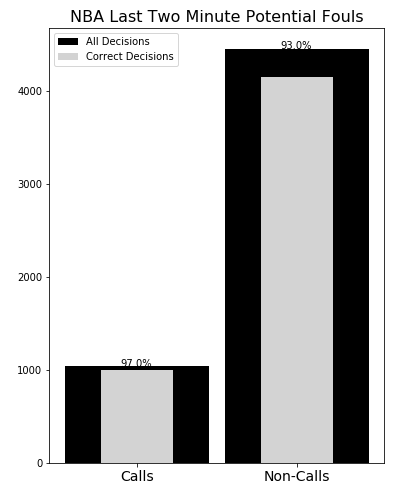 NBA Last Two Minute Potential Fouls
All Decisions
Correct Decisions
93.0%
97.0%
4000
3000
2000
1000
0
Calls
Non-Calls